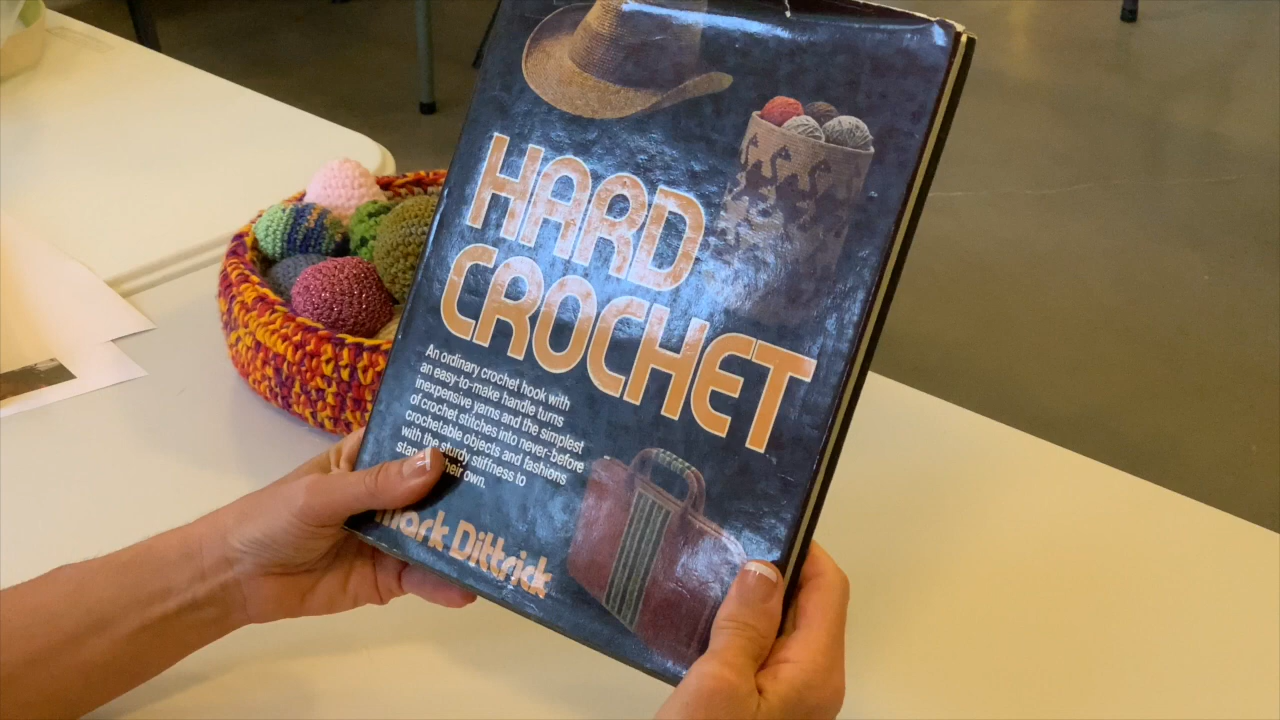 HARD
CROCHET
An ordinary crochet hook with
an easy-to-make handle turns
inexpensive yarns and the simplest
of crochet stitches into never-before
crochetable objects and fashions
with the sturdy stiffness to
their own.
Mark Dittrick